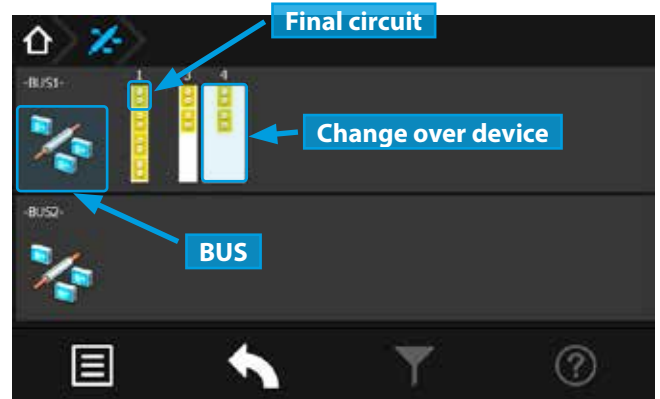 Final circuit
-BUS1-
1 3 4
Change over device
-BUS2-
BUS
?